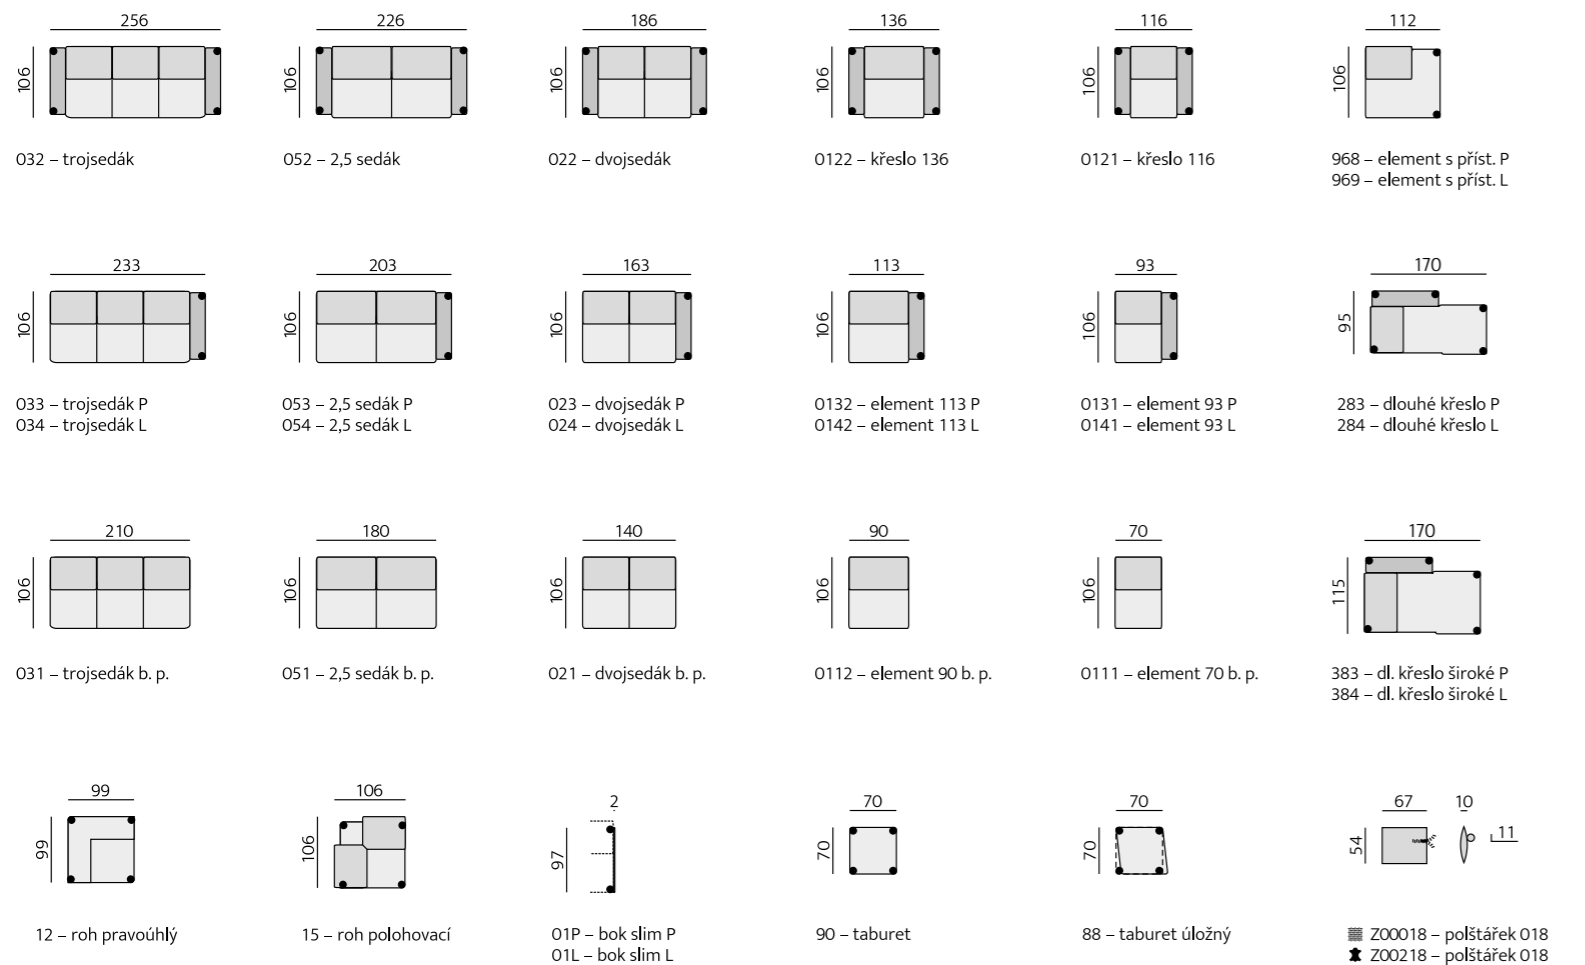 256
106
032 – trojsedák
226
106
052 – 2,5 sedák
186
106
022 – dvojsedák
136
106
0122 – křeslo 136
116
106
0121 – křeslo 116
112
106
968 – element s příst. P
969 – element s příst. L
233
106
033 – trojsedák P
034 – trojsedák L
203
106
053 – 2,5 sedák P
054 – 2,5 sedák L
163
106
023 – dvojsedák P
024 – dvojsedák L
113
106
0132 – element 113 P
0142 – element 113 L
93
106
0131 – element 93 P
0141 – element 93 L
170
95
283 – dlouhé křeslo P
284 – dlouhé křeslo L
210
106
031 – trojsedák b. p.
180
106
051 – 2,5 sedák b. p.
140
106
021 – dvojsedák b. p.
90
106
0112 – element 90 b. p.
70
106
0111 – element 70 b. p.
170
115
383 – dl. křeslo široké P
384 – dl. křeslo široké L
99
99
12 – roh pravoúhlý
106
106
15 – roh polohovací
2
97
01P – bok slim P
01L – bok slim L
70
70
90 – taburet
70
70
88 – taburet úložný
67
10
54
11
Z00018 – polštářek 018
Z00218 – polštářek 018